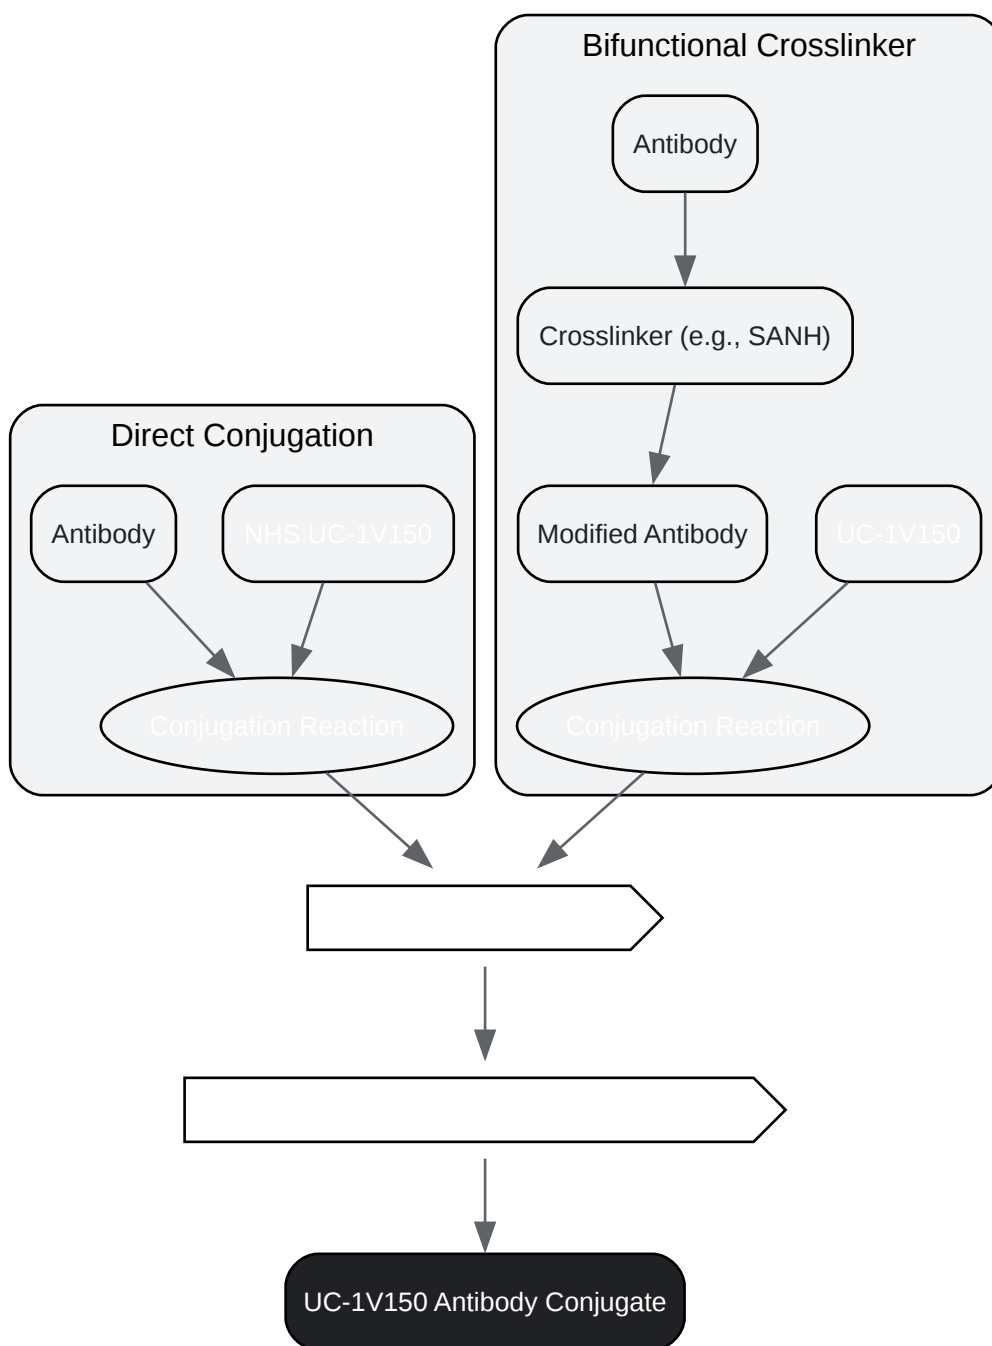 Bifunctional Crosslinker
Antibody
Crosslinker (e.g., SANH)
Direct Conjugation
Antibody
NHS:UC-1V150
Modified Antibody
UC-1V150
Conjugation Reaction
Conjugation Reaction
UC-1V150 Antibody Conjugate